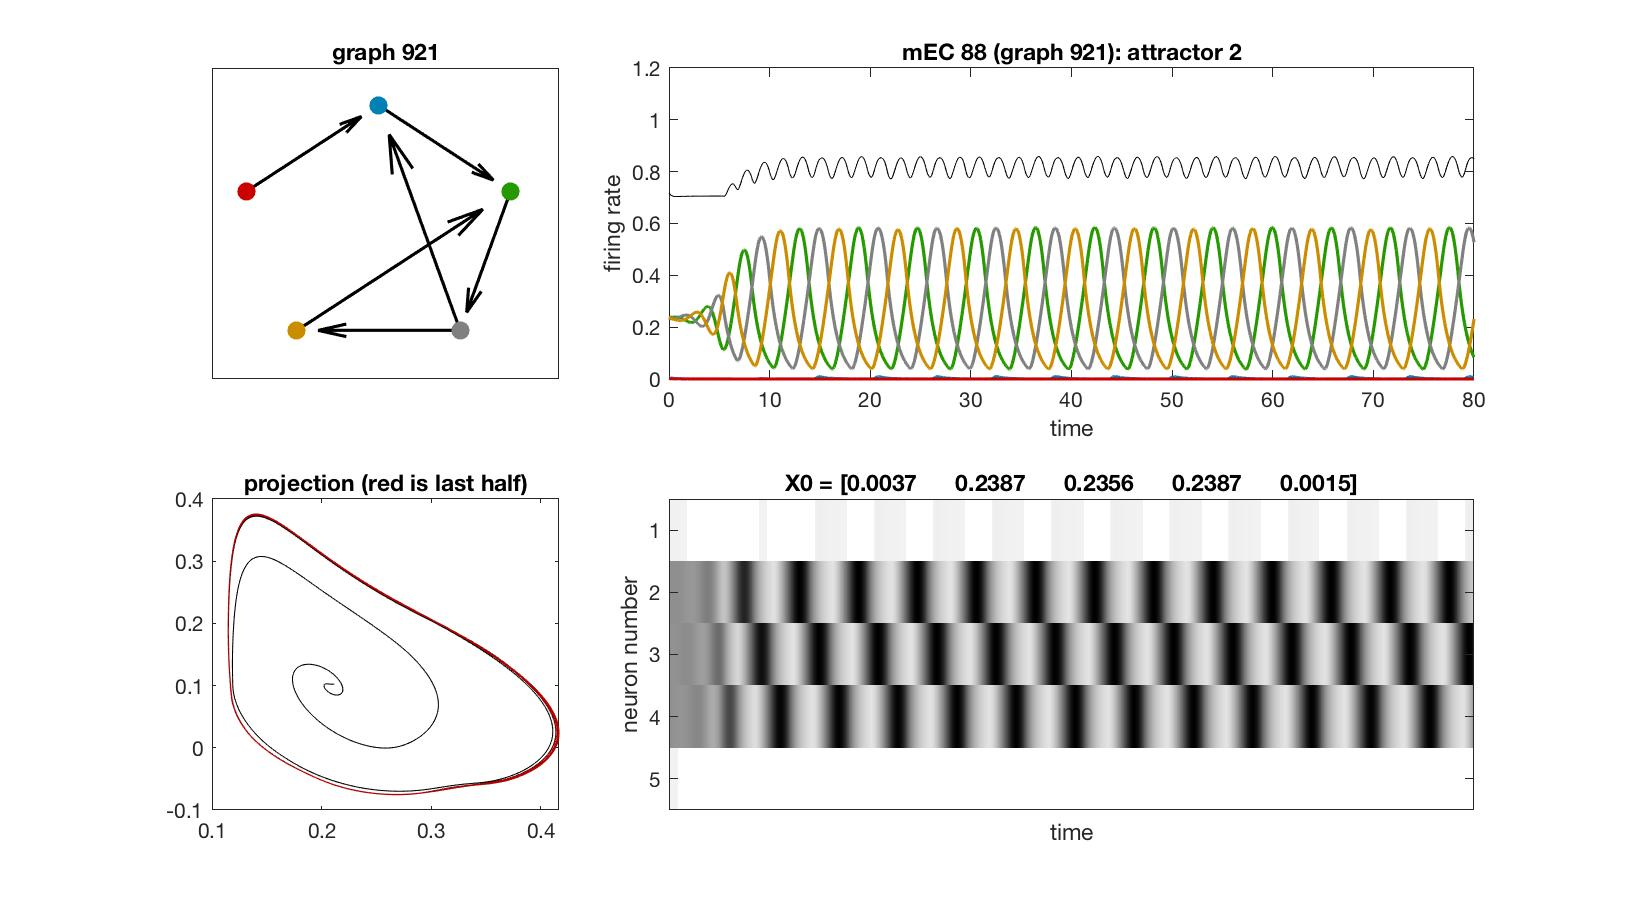 graph 921
mEC 88 (graph 921): attractor 2
firing rate
1.2
1
0.8
0.6
0.4
0.2
0
0 10 20 30 40 50 60 70 80
time
projection (red is last half)
0.4
0.3
0.2
0.1
0
-0.1
0.1 0.2 0.3 0.4
X0 = [0.0037 0.2387 0.2356 0.2387 0.0015]
neuron number
1
2
3
4
5
time